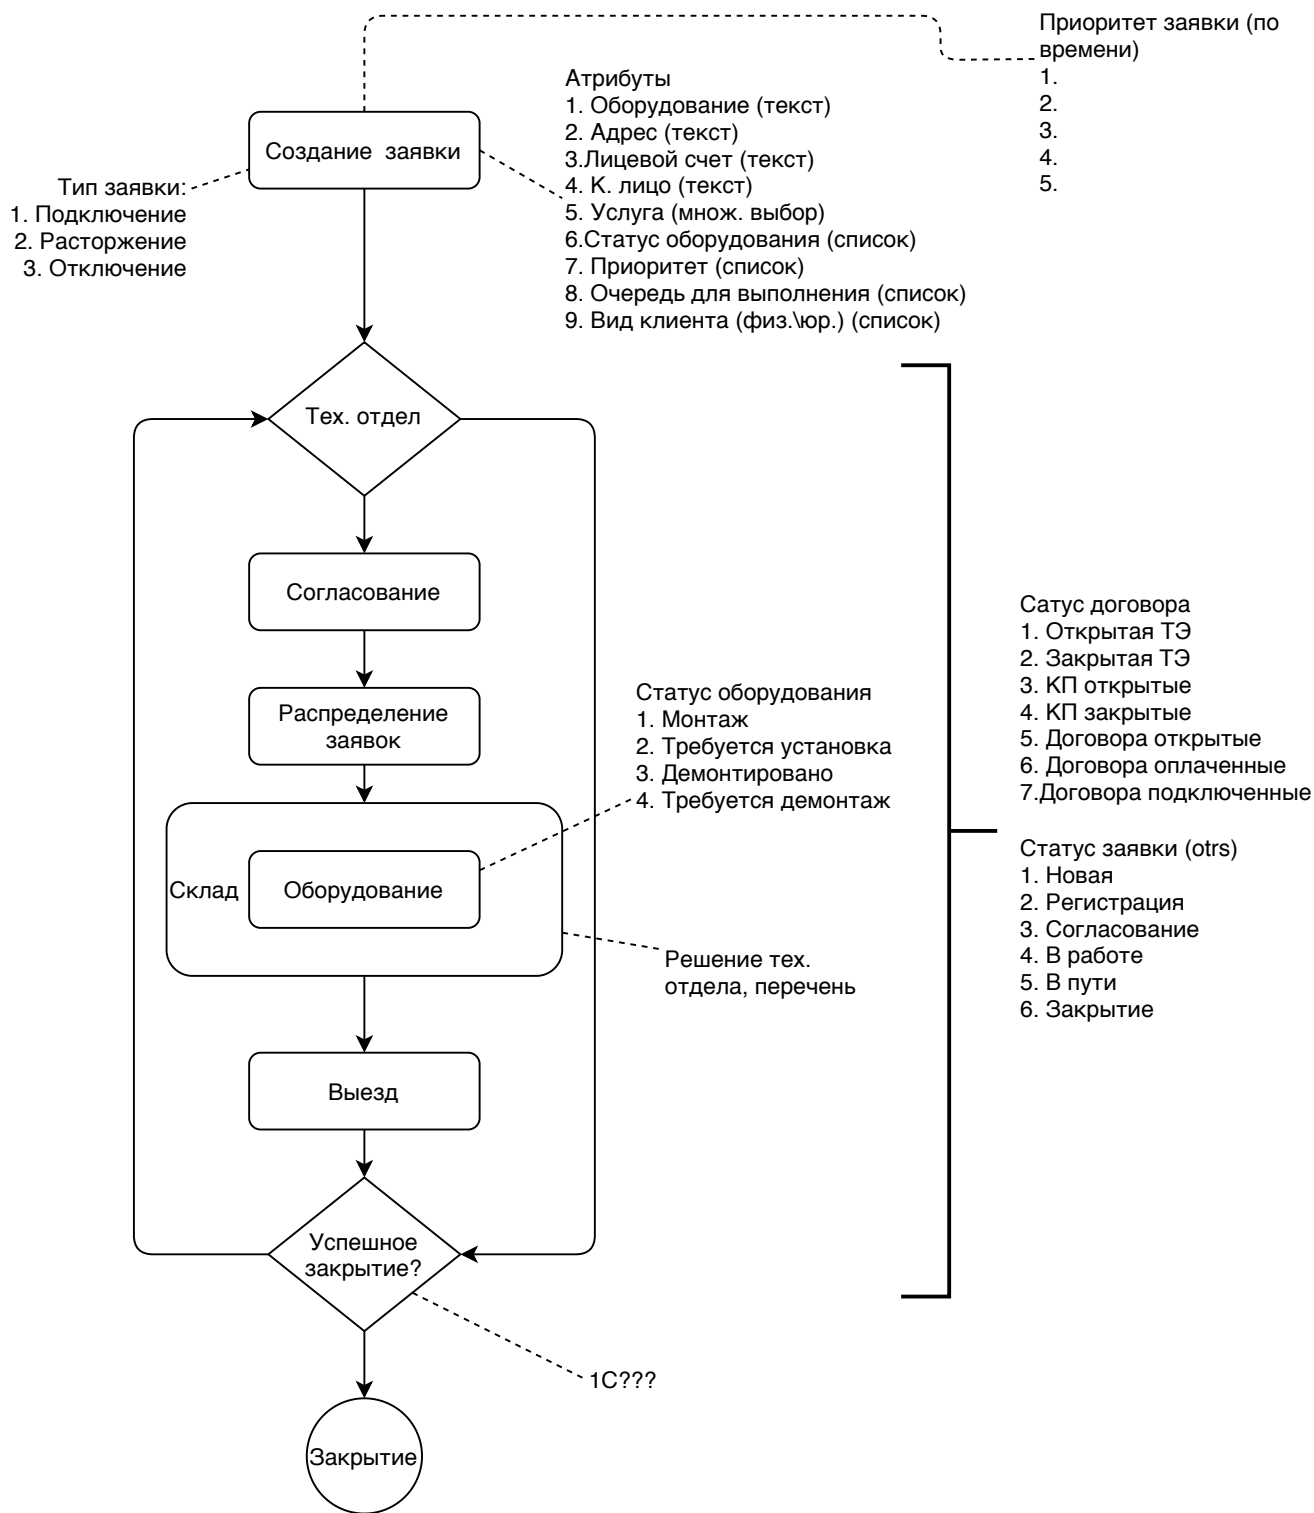 Приоритет заявки (по
времени)
1.
2.
3.
4.
5.
Атрибуты
1. Оборудование (текст)
2. Адрес (текст)
3.Лицевой счет (текст)
4. К. лицо (текст)
5. Услуга (множ. выбор)
6.Статус оборудования (список)
7. Приоритет (список)
8. Очередь для выполнения (список)
9. Вид клиента (физ.\юр.) (список)
Создание заявки
Тип заявки:
1. Подключение
2. Расторжение
3. Отключение
Тех. отдел
Согласование
Распределение
заявок
Статус оборудования
1. Монтаж
2. Требуется установка
3. Демонтировано
4. Требуется демонтаж
Склад
Оборудование
Решение тех.
отдела, перечень
Сатус договора
1. Открытая ТЭ
2. Закрытая ТЭ
3. КП открытые
4. КП закрытые
5. Договора открытые
6. Договора оплаченные
7.Договора подключенные
Статус заявки (otrs)
1. Новая
2. Регистрация
3. Согласование
4. В работе
5. В пути
6. Закрытие
Выезд
Успешное
закрытие?
1С???
Закрытие